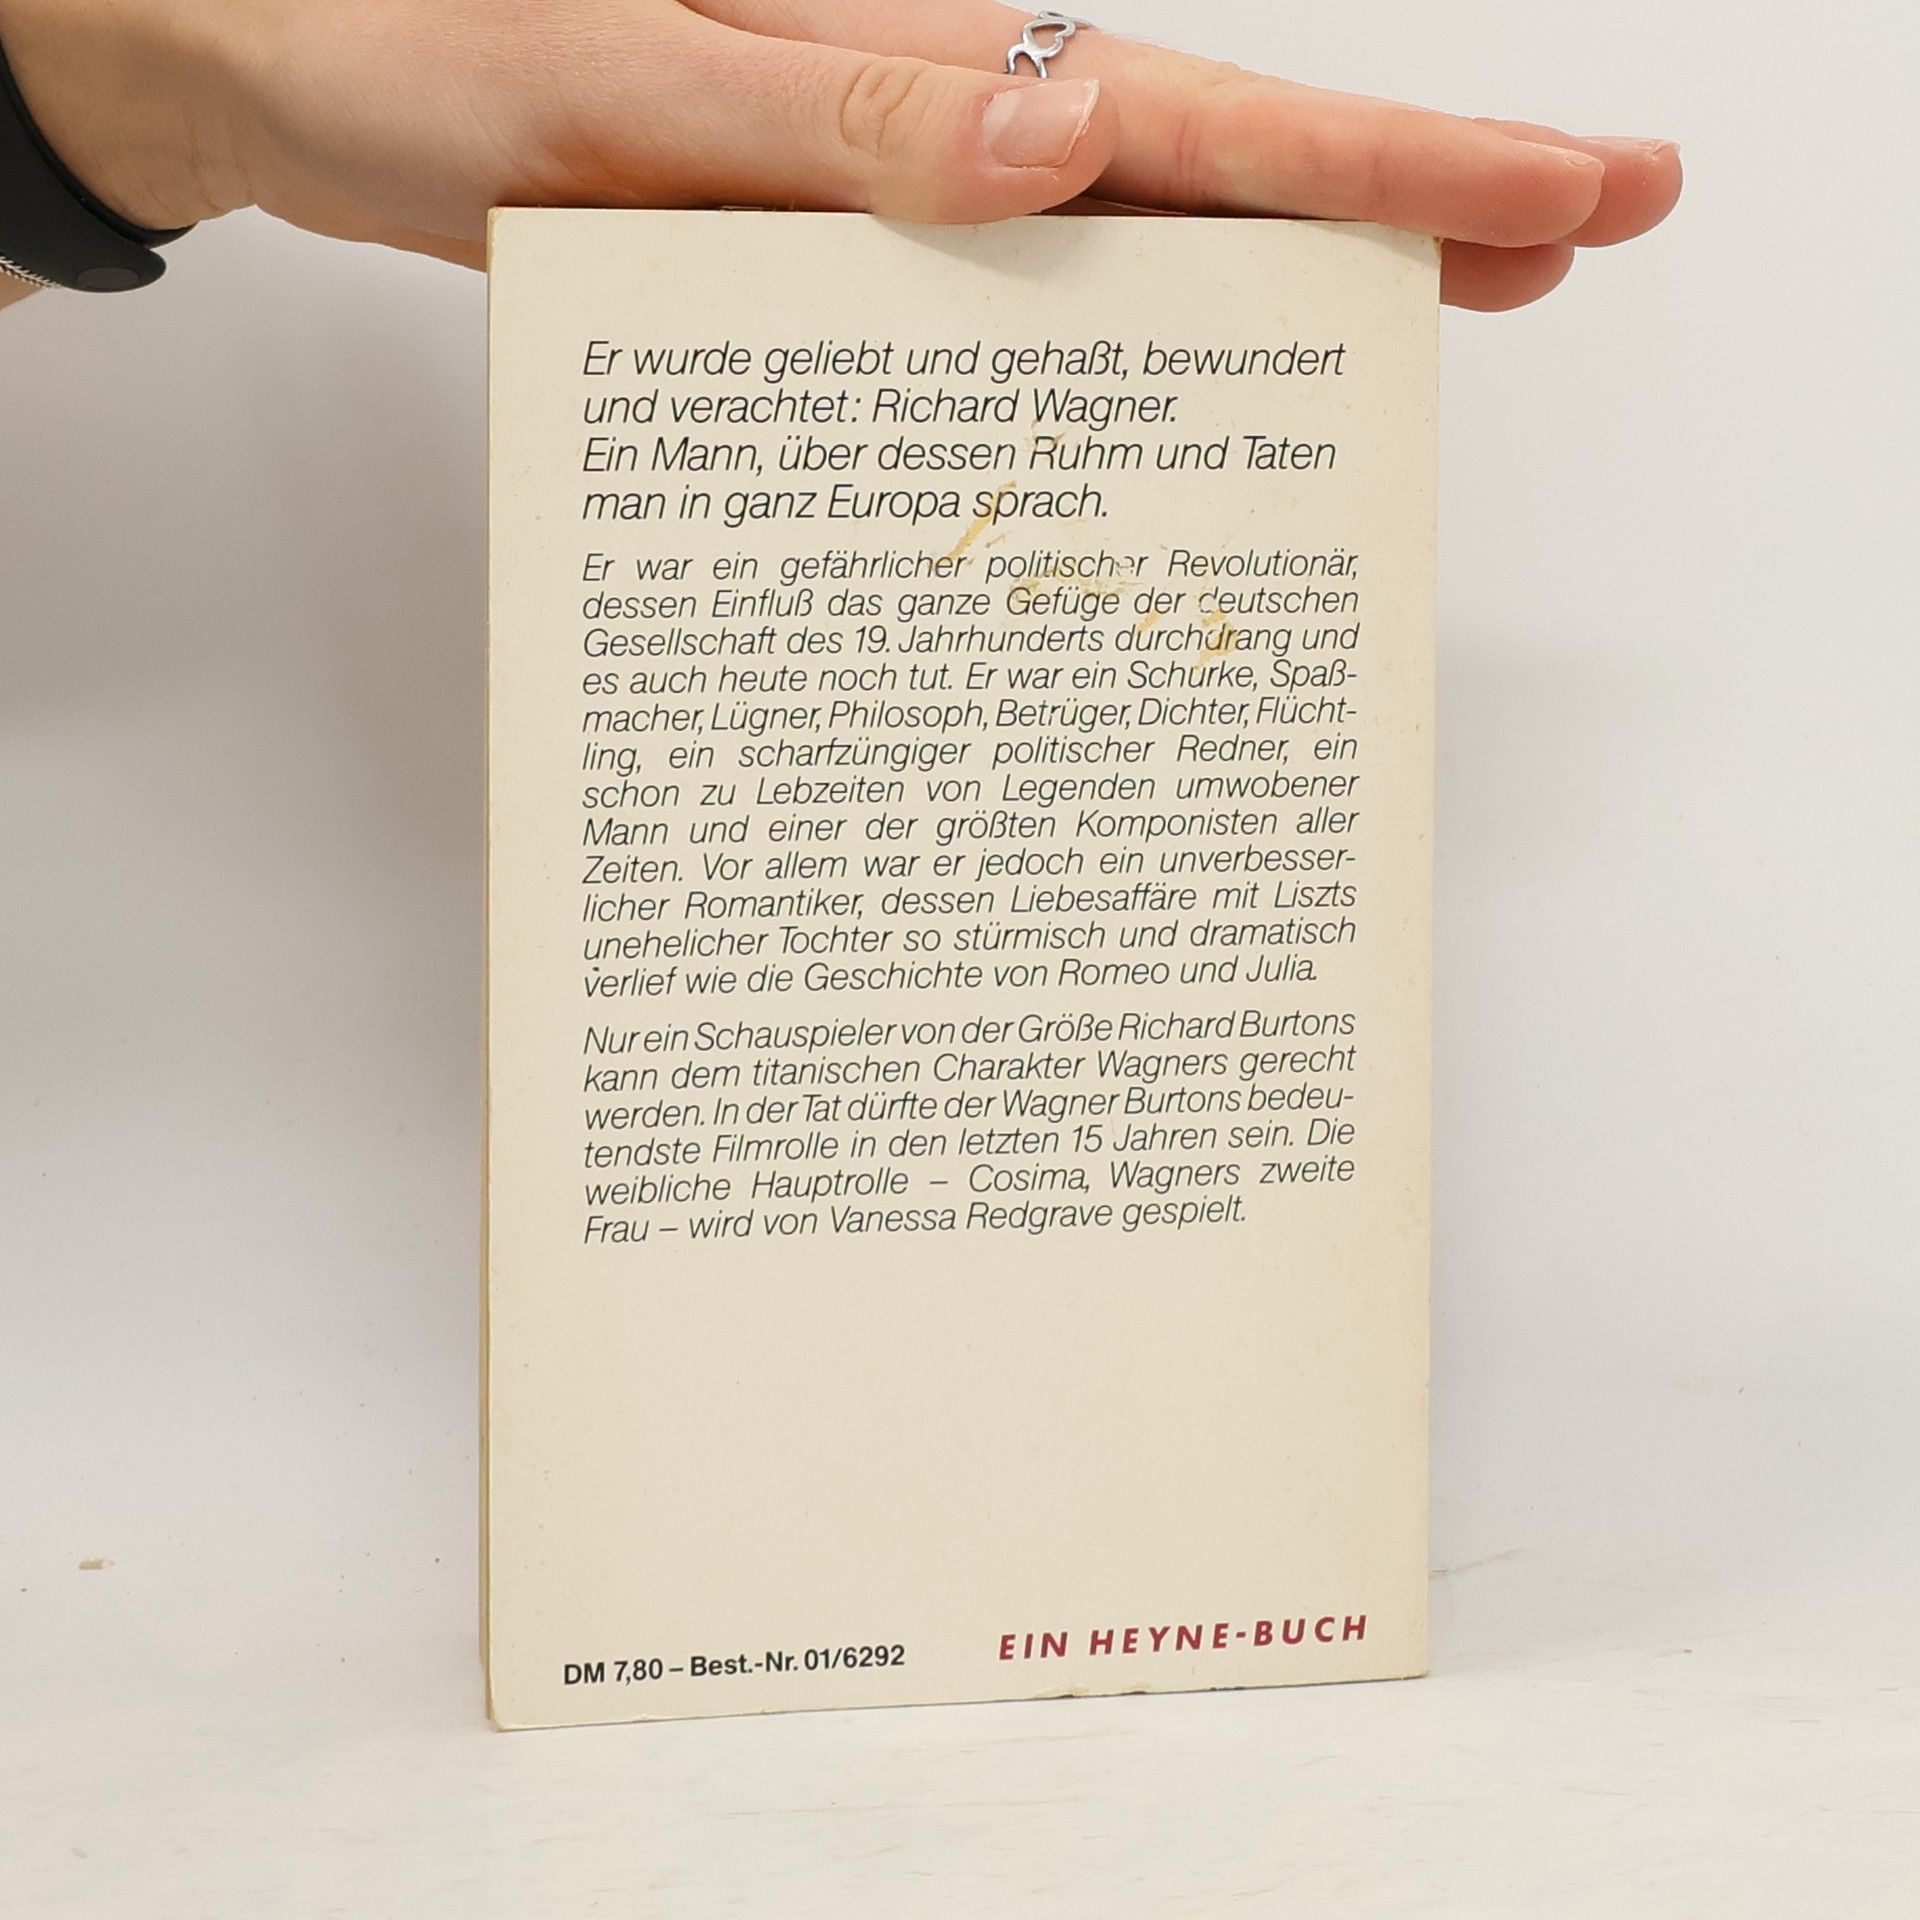 Er wurde geliebt und gehaßt, bewundert
und verachtet: Richard Wagner.
Ein Mann, über dessen Ruhm und Taten
man in ganz Europa sprach.
Er war ein gefährlicher politischer Revolutionär,
dessen Einfluß das ganze Gefüge der deutschen
Gesellschaft des 19. Jahrhunderts durchdrang und
es auch heute noch tut. Er war ein Schurke, Spaß-
macher, Lügner, Philosoph, Betrüger, Dichter, Flücht-
ling, ein scharfzüngiger politischer Redner, ein
schon zu Lebzeiten von Legenden umwobener
Mann und einer der größten Komponisten aller
Zeiten. Vor allem war er jedoch ein unverbesser-
licher Romantiker, dessen Liebesaffäre mit Liszts
unehelicher Tochter so stürmisch und dramatisch
verlief wie die Geschichte von Romeo und Julia.
Nur ein Schauspieler von der Größe Richard Burtons
kann dem titanischen Charakter Wagners gerecht
werden. In der Tat dürfte der Wagner Burtons bedeu-
tendste Filmrolle in den letzten 15 Jahren sein. Die
weibliche Hauptrolle – Cosima, Wagners zweite
Frau – wird von Vanessa Redgrave gespielt.
DM 7,80 – Best.-Nr. 01/6292
EIN HEYNE-BUCH